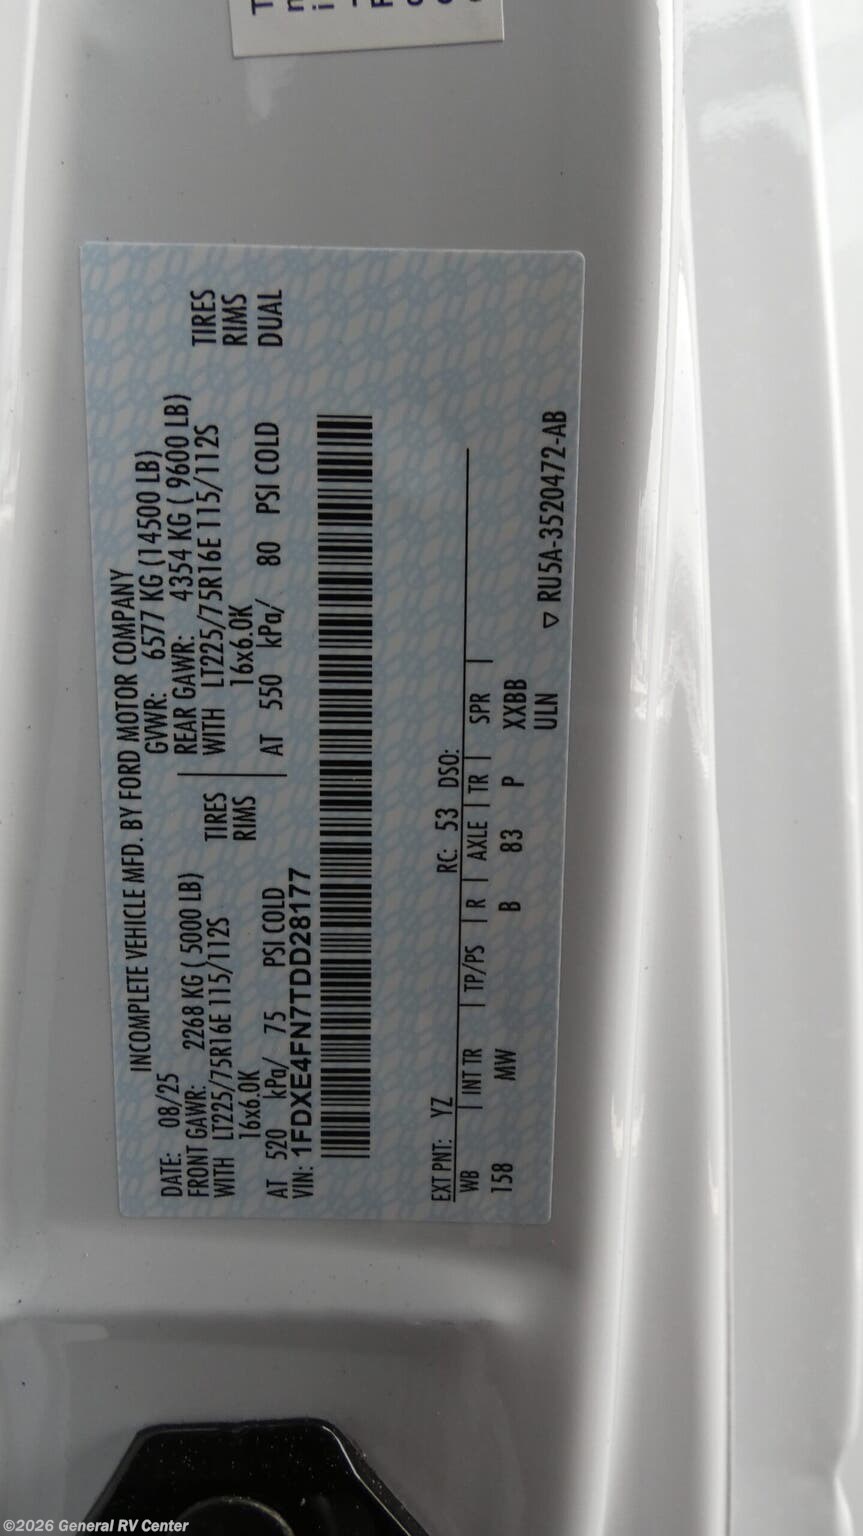 INCOMPLETE VEHICLE MFD. BY FORD MOTOR COMPANY
DATE: 08/25 GVWR: 6577 KG (14500 LB)
FRONT GAWR: 2268 KG ( 5000 LB) REAR GAWR: 4354 KG ( 9600 LB)
WITH LT225/75R16E 115/112S TIRES WITH LT225/75R16E 115/112S TIRES
16x6.0K RIMS 16x6.0K RIMS
AT 520 kPa/ 75 PSI COLD AT 550 kPa/ 80 PSI COLD DUAL
VIN: 1FDXE4FN7TDD28177
EXT PNT: YZ RC: 53 DSO:
WB | INT TR | TP/PS | R | AXLE | TR | SPR |
158 MW B 83 P XXBB
ULN
▽ RU5A-3520472-AB
©2026 General RV Center